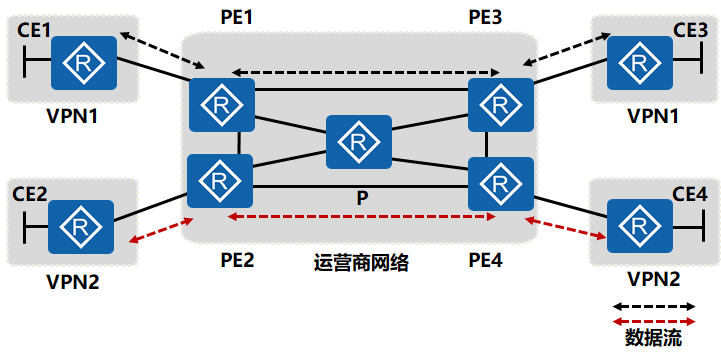 PE1
PE3
CE1
CE3
R
R
R
R
VPN1
VPN1
R
R
R
CE2
CE4
P
R
R
VPN2
PE2
运营商网络
PE4
VPN2
数据流